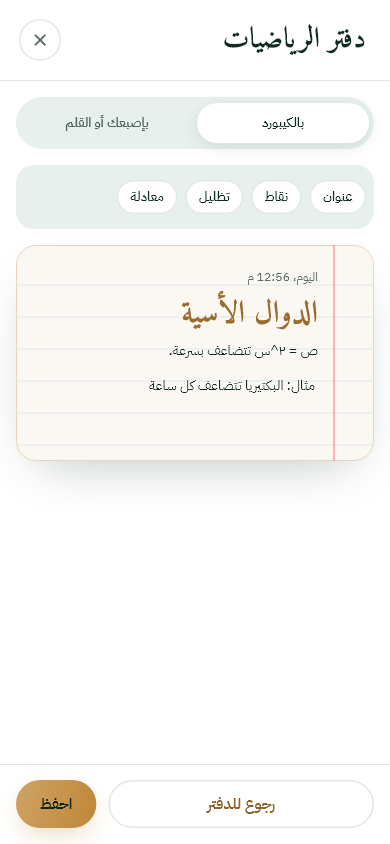 دفتر الرياضيات
بالكيبورد
بإصبعك أو القلم
عنوان
نقاط
تظليل
معادلة
اليوم، 12:56 م
الدوال الأسية
ص = ٢^س تتضاعف بسرعة.
مثال: البكتيريا تتضاعف كل ساعة
رجوع للدفتر
احفظ